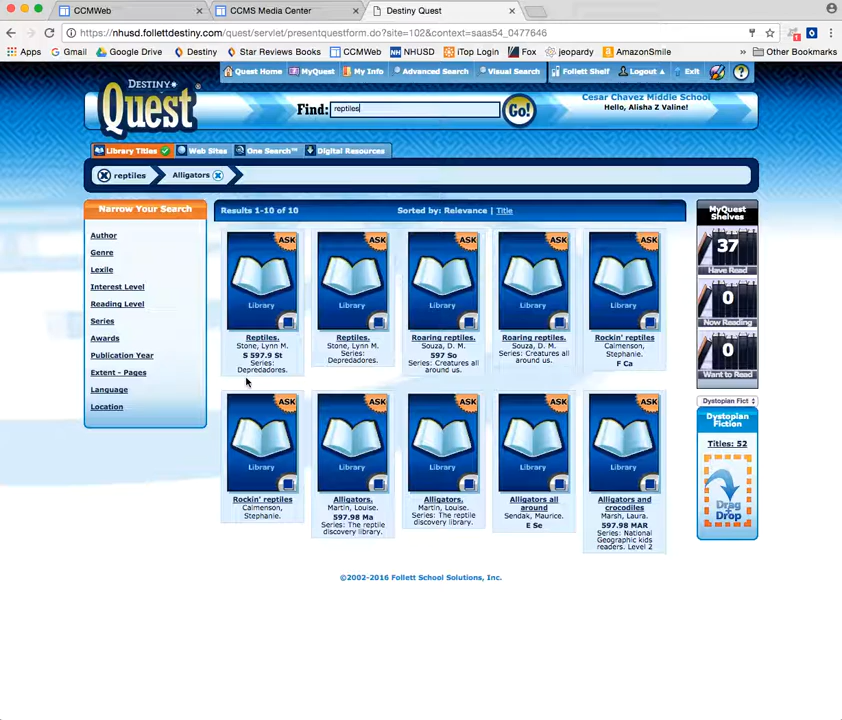 CCMWeb
CCMS Media Center
Destiny Quest
https://nhusd.follettdestiny.com/quest/servlet/presentquestform.do?site=102&context=saas54_0477646
Apps
Gmail
Google Drive
Destiny
Star Reviews Books
CCMWeb
NHUSD
iTop Login
Fox
jeopardy
AmazonSmile
Other Bookmarks
Quest Home
MyQuest
My Info
Advanced Search
Visual Search
Follett Shelf
Logout
Exit
DESTINY
Quest
Find:
reptiles
Go!
Cesar Chavez Middle School
Hello, Alisha Z Valine!
Library Titles
Web Sites
One Search™
Digital Resources
reptiles
Alligators
Narrow Your Search
Author
Genre
Lexile
Interest Level
Reading Level
Series
Awards
Publication Year
Extent - Pages
Language
Location
Results 1-10 of 10
Sorted by: Relevance | Title
ASK
Library
Reptiles.
Stone, Lynn M.
S 597.9 St
Series:
Depredadores.
ASK
Library
Reptiles.
Stone, Lynn M.
Series:
Depredadores.
ASK
Library
Roaring reptiles.
Souza, D. M.
597 So
Series: Creatures all
around us.
ASK
Library
Roaring reptiles.
Souza, D. M.
Series: Creatures all
around us.
ASK
Library
Rockin' reptiles
Calmenson,
Stephanie.
F Ca
ASK
Library
Rockin' reptiles
Calmenson,
Stephanie.
ASK
Library
Alligators.
Martin, Louise.
597.98 Ma
Series: The reptile
discovery library.
ASK
Library
Alligators.
Martin, Louise.
Series: The reptile
discovery library.
ASK
Library
Alligators all
around
Sendak, Maurice.
E Se
ASK
Library
Alligators and
crocodiles
Marsh, Laura.
597.98 MAR
Series: National
Geographic kids
readers. Level 2
MyQuest
Shelves
37
Have Read
0
Now Reading
0
Want to Read
Dystopian Fict
Dystopian
Fiction
Titles: 52
Drag
Drop
©2002-2016 Follett School Solutions, Inc.